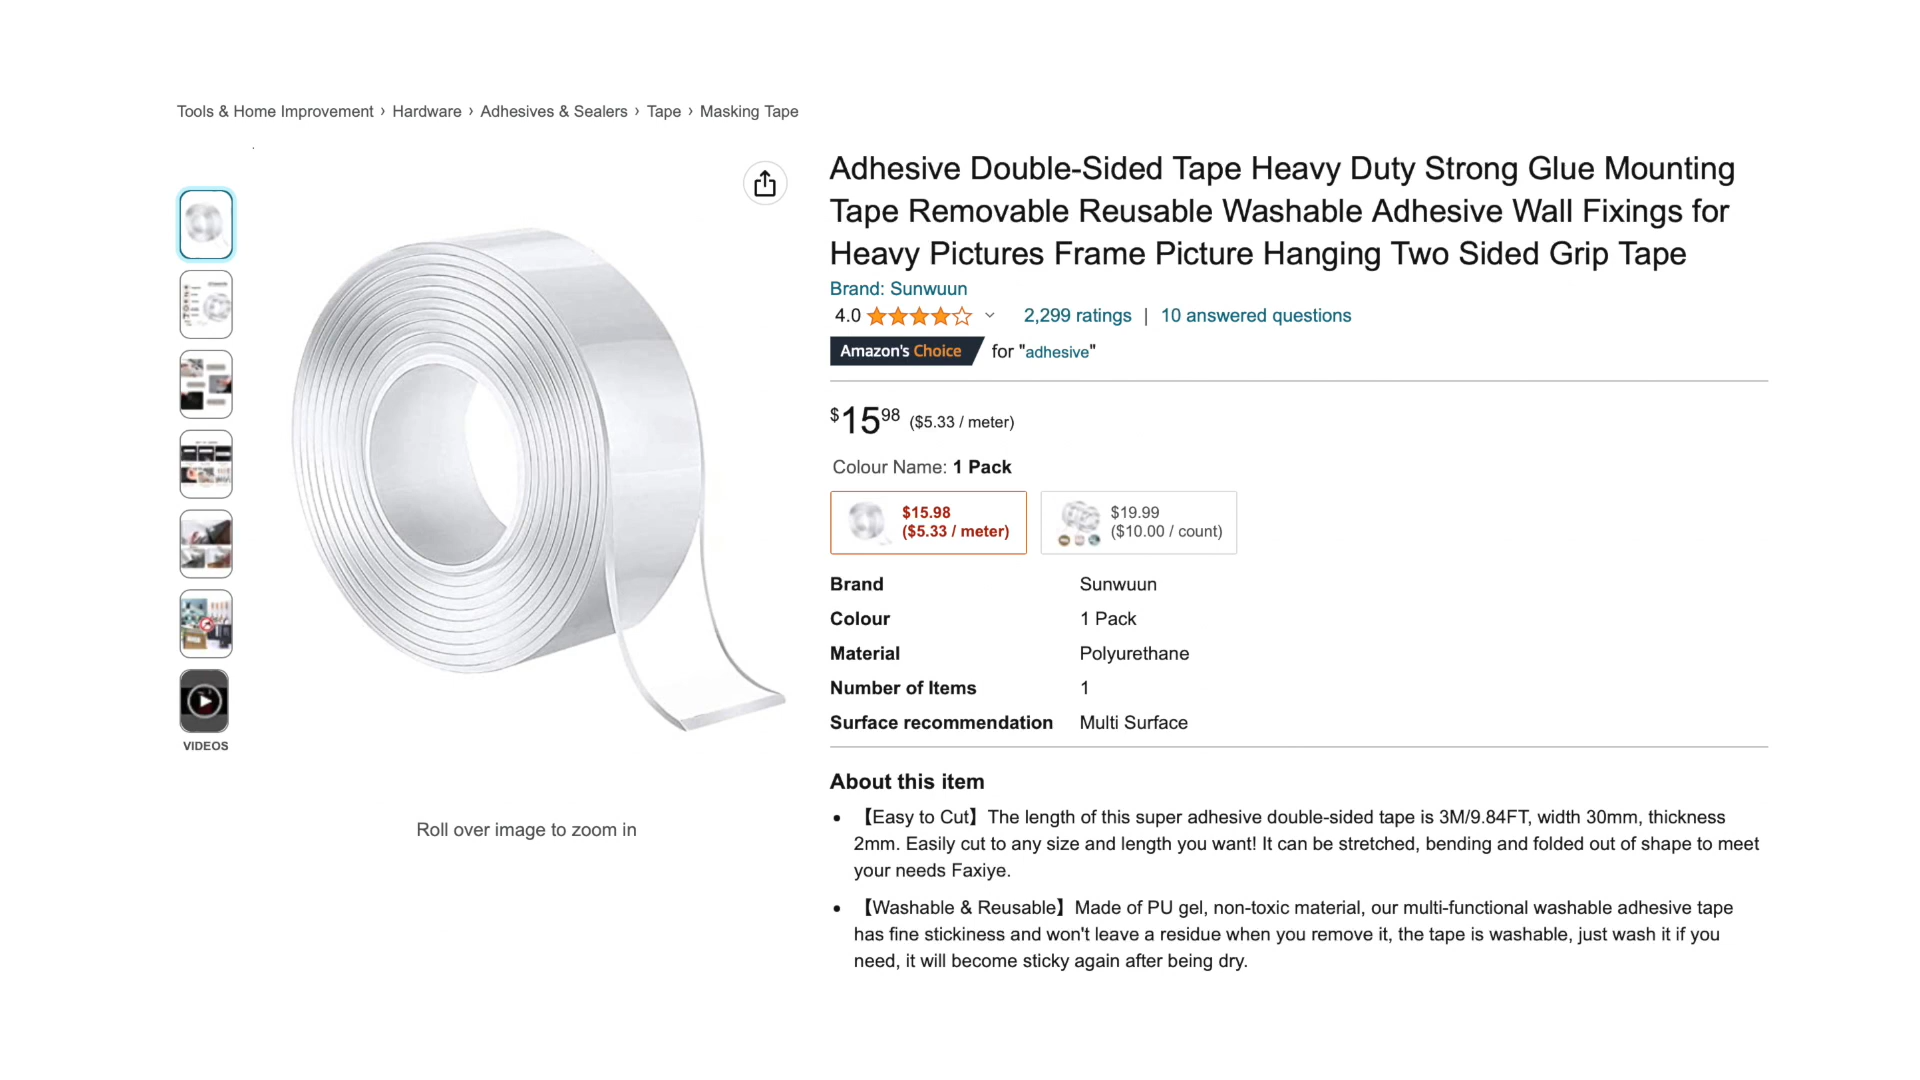 Tools & Home Improvement › Hardware › Adhesives & Sealers › Tape › Masking Tape
Adhesive Double-Sided Tape Heavy Duty Strong Glue Mounting
Tape Removable Reusable Washable Adhesive Wall Fixings for
Heavy Pictures Frame Picture Hanging Two Sided Grip Tape
Brand: Sunwuun
4.0 2,299 ratings | 10 answered questions
Amazon's Choice for "adhesive"
$1598 ($5.33 / meter)
Colour Name: 1 Pack
$15.98 $19.99
($5.33 / meter) ($10.00 / count)
Brand Sunwuun
Colour 1 Pack
Material Polyurethane
Number of Items 1
Surface recommendation Multi Surface
VIDEOS
About this item
• 【Easy to Cut】The length of this super adhesive double-sided tape is 3M/9.84FT, width 30mm, thickness
2mm. Easily cut to any size and length you want! It can be stretched, bending and folded out of shape to meet
your needs Faxiye.
• 【Washable & Reusable】Made of PU gel, non-toxic material, our multi-functional washable adhesive tape
has fine stickiness and won't leave a residue when you remove it, the tape is washable, just wash it if you
need, it will become sticky again after being dry.
Roll over image to zoom in